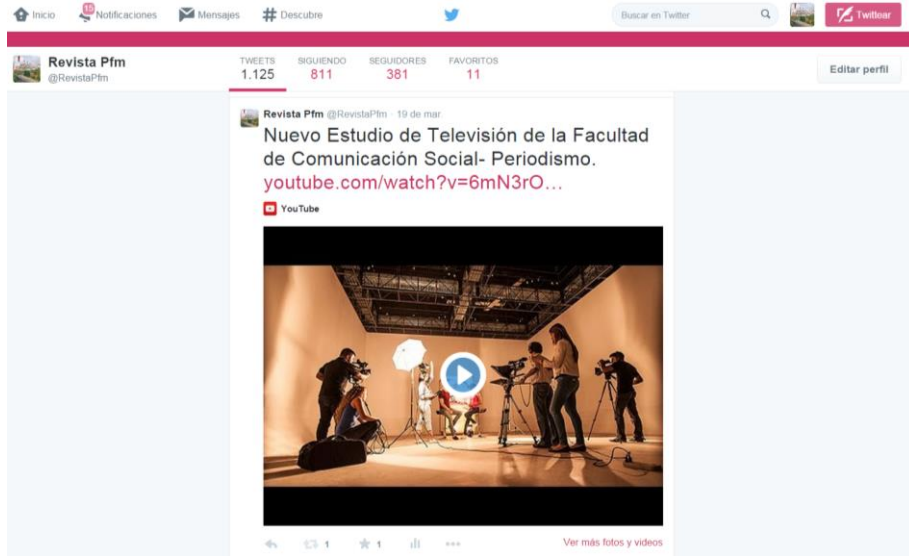 Inicio 15 Notificaciones Mensajes # Descubre Buscar en Twitter Twittear
Revista Pfm
@RevistaPfm
TWEETS SIGUIENDO SEGUIDORES FAVORITOS
1.125 811 381 11
Editar perfil
Revista Pfm @RevistaPfm · 19 de mar.
Nuevo Estudio de Televisión de la Facultad
de Comunicación Social- Periodismo.
youtube.com/watch?v=6mN3rO...
YouTube
1 1 Ver más fotos y videos